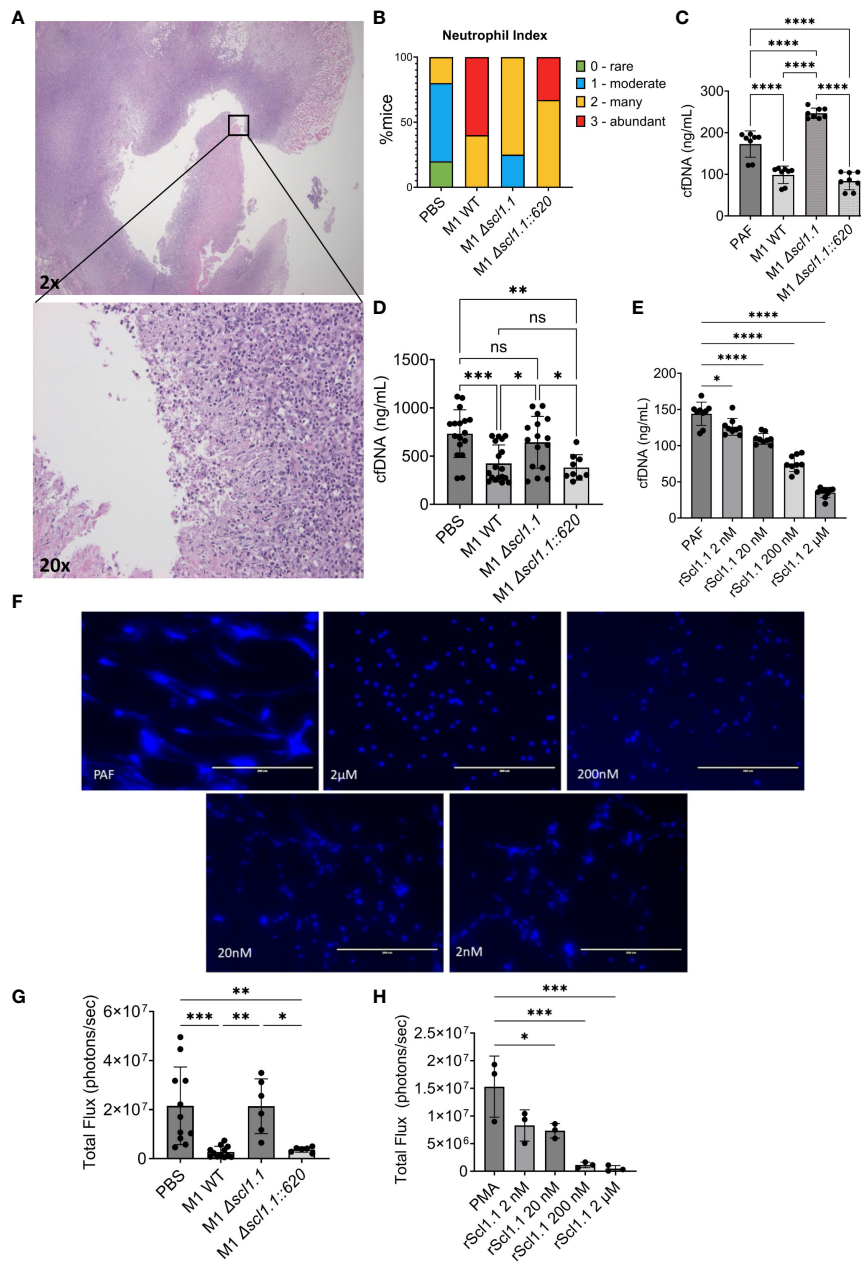 A
2x
20x
B
Neutrophil Index
100
50
0
%mice
PBS
M1 WT
M1 Δscl1.1
M1 Δscl1.1::620
0 - rare
1 - moderate
2 - many
3 - abundant
C
****
****
****
****
****
300
200
100
0
cfDNA (ng/mL)
PAF
M1 WT
M1 Δscl1.1
M1 Δscl1.1::620
D
**
ns
ns
***
*
*
1500
1000
500
0
cfDNA (ng/mL)
PBS
M1 WT
M1 Δscl1.1
M1 Δscl1.1::620
E
****
****
****
*
200
150
100
50
0
cfDNA (ng/mL)
PAF
rScl1.1 2 nM
rScl1.1 20 nM
rScl1.1 200 nM
rScl1.1 2 µM
F
PAF
2µM
200nM
20nM
2nM
G
**
***
**
*
6×10⁷
4×10⁷
2×10⁷
0
Total Flux (photons/sec)
PBS
M1 WT
M1 Δscl1.1
M1 Δscl1.1::620
H
***
***
*
2.5×10⁷
2×10⁷
1.5×10⁷
1×10⁷
5×10⁶
0
Total Flux (photons/sec)
PMA
rScl1.1 2 nM
rScl1.1 20 nM
rScl1.1 200 nM
rScl1.1 2 µM